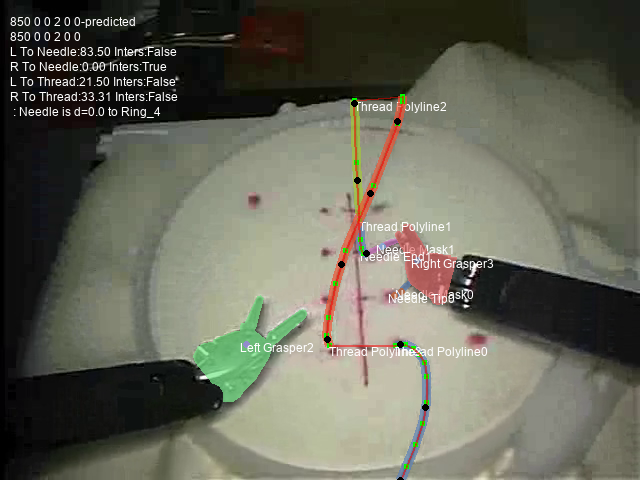 850 0 0 2 0 0-predicted
850 0 0 2 0 0
L To Needle:83.50 Inters:False
R To Needle:0.00 Inters:True
L To Thread:21.50 Inters:False
R To Thread:33.31 Inters:False
: Needle is d=0.0 to Ring_4
Thread Polyline2
Thread Polyline1
Needle Mask1
Needle End
Right Grasper3
Needle Mask0
Needle Tip0
Left Grasper2
Thread Polyline
Thread Polyline0